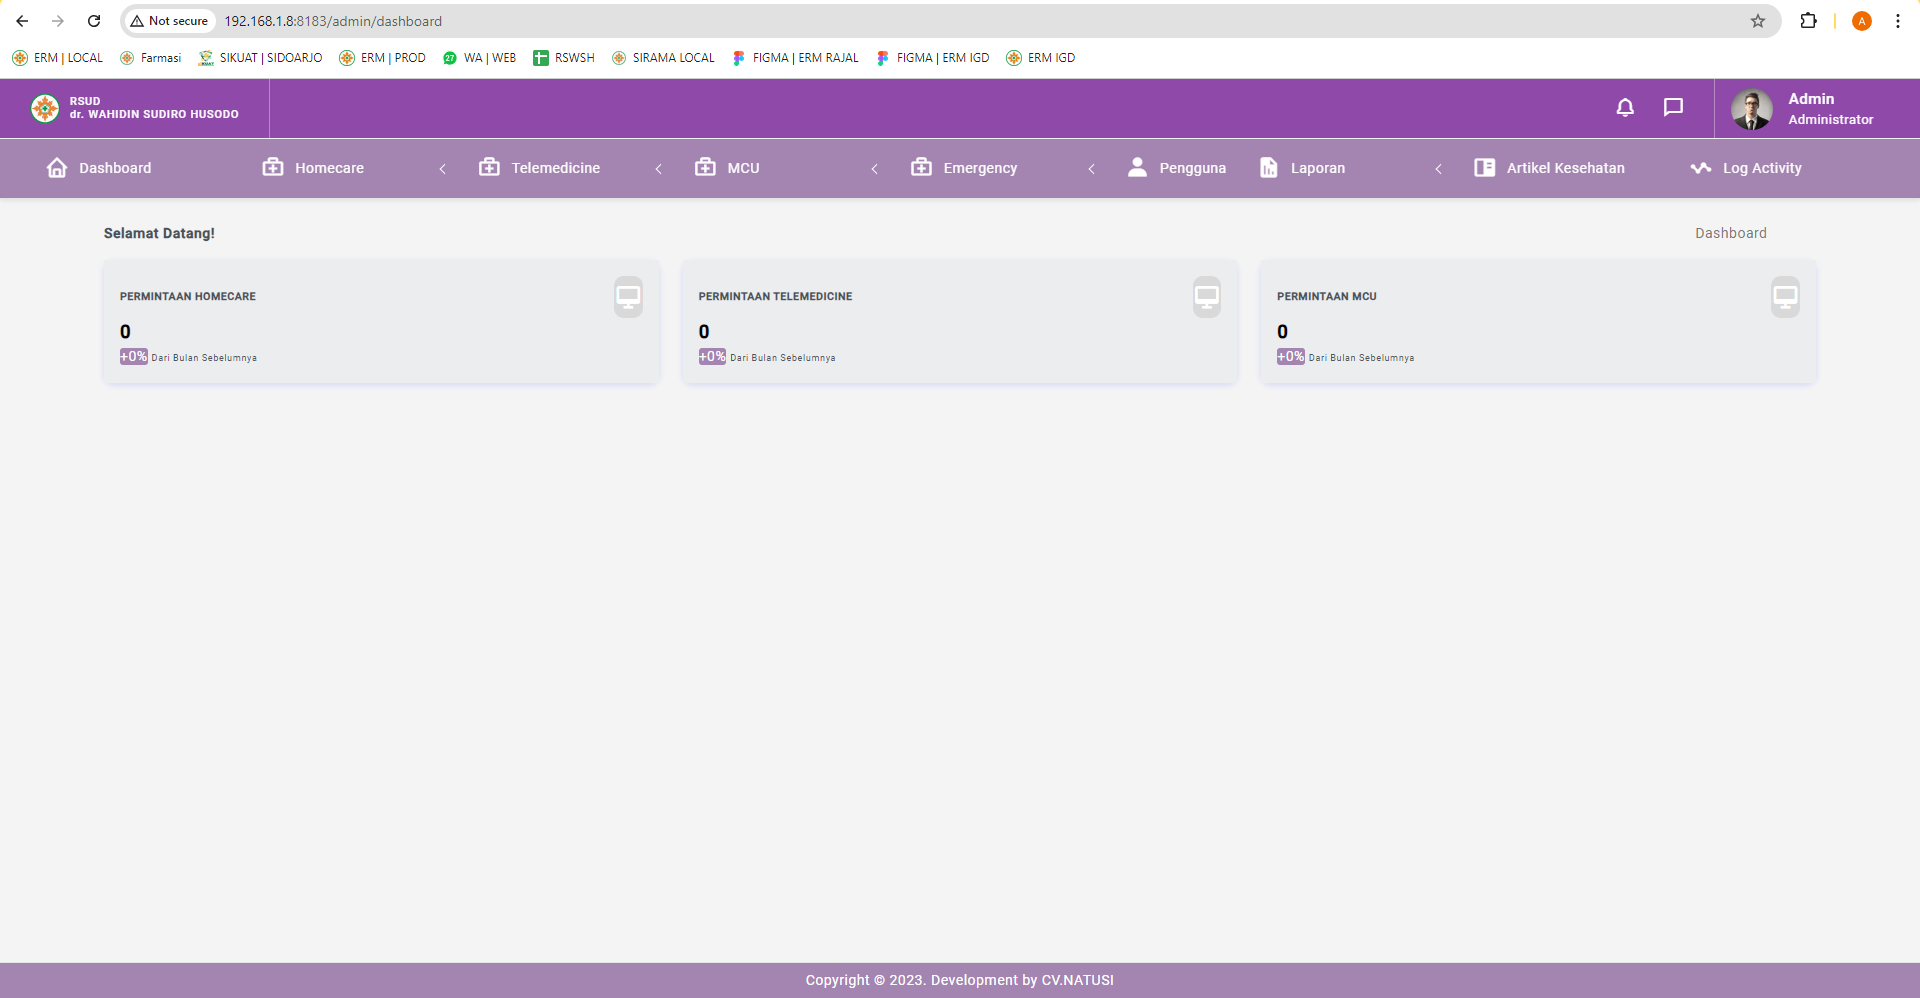 Not secure
192.168.1.8:8183/admin/dashboard
A
ERM | LOCAL
Farmasi
SIKUAT | SIDOARJO
ERM | PROD
27
WA | WEB
RSWSH
SIRAMA LOCAL
FIGMA | ERM RAJAL
FIGMA | ERM IGD
ERM IGD
RSUD
dr. WAHIDIN SUDIRO HUSODO
Admin
Administrator
Dashboard
Homecare
Telemedicine
MCU
Emergency
Pengguna
Laporan
Artikel Kesehatan
Log Activity
Selamat Datang!
Dashboard
PERMINTAAN HOMECARE
0
+0% Dari Bulan Sebelumnya
PERMINTAAN TELEMEDICINE
0
+0% Dari Bulan Sebelumnya
PERMINTAAN MCU
0
+0% Dari Bulan Sebelumnya
Copyright © 2023. Development by CV.NATUSI